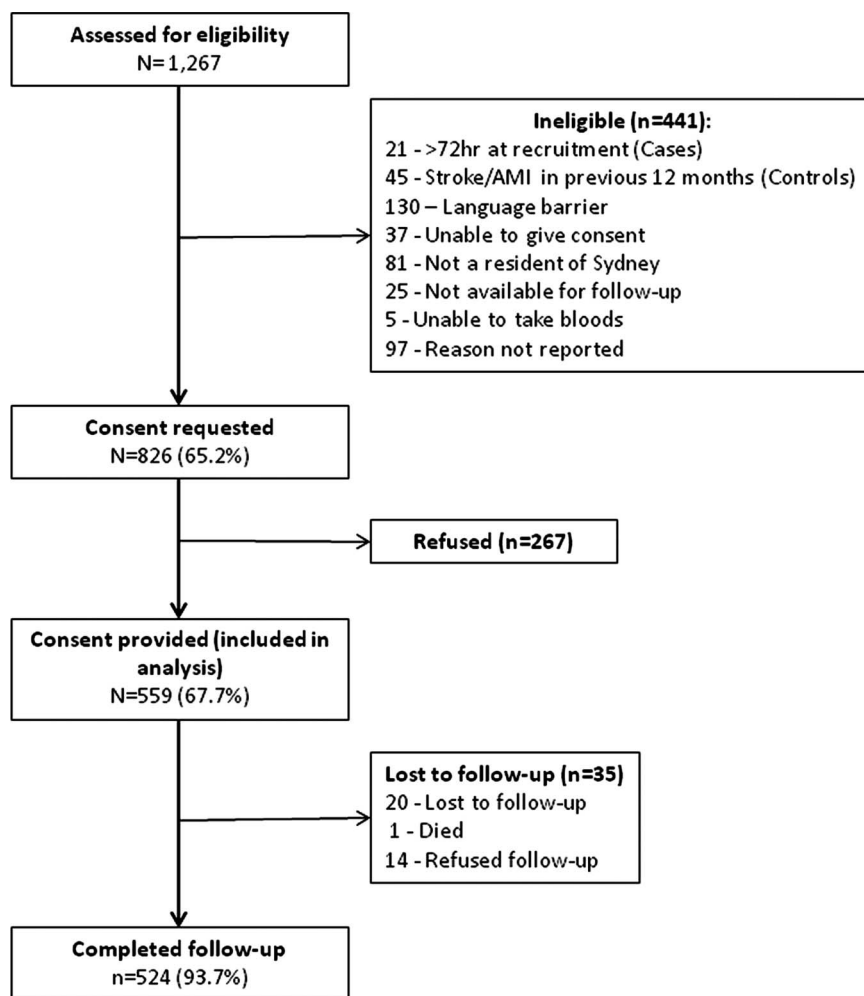 Assessed for eligibility
N= 1,267
Ineligible (n=441):
21 - >72hr at recruitment (Cases)
45 - Stroke/AMI in previous 12 months (Controls)
130 – Language barrier
37 - Unable to give consent
81 - Not a resident of Sydney
25 - Not available for follow-up
5 - Unable to take bloods
97 - Reason not reported
Consent requested
N=826 (65.2%)
Refused (n=267)
Consent provided (included in
analysis)
N=559 (67.7%)
Lost to follow-up (n=35)
20 - Lost to follow-up
1 - Died
14 - Refused follow-up
Completed follow-up
n=524 (93.7%)